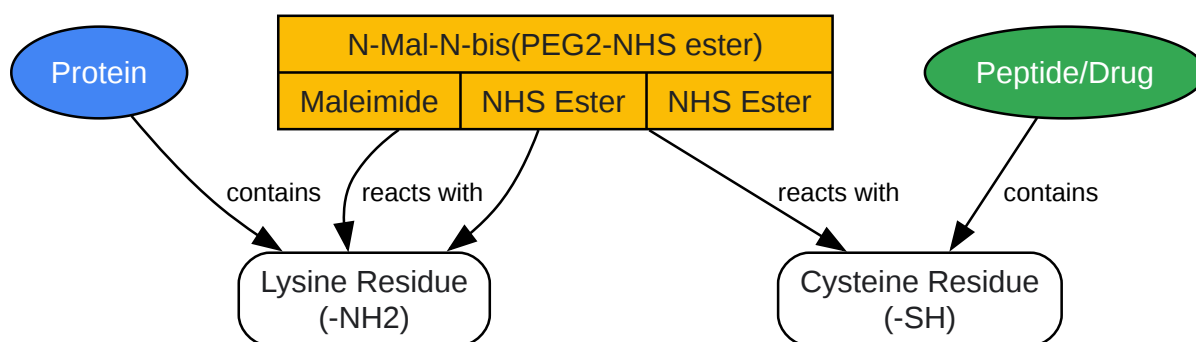 Protein
N-Mal-N-bis(PEG2-NHS ester)
Maleimide
NHS Ester
NHS Ester
Peptide/Drug
contains
reacts with
reacts with
contains
Lysine Residue
(-NH2)
Cysteine Residue
(-SH)